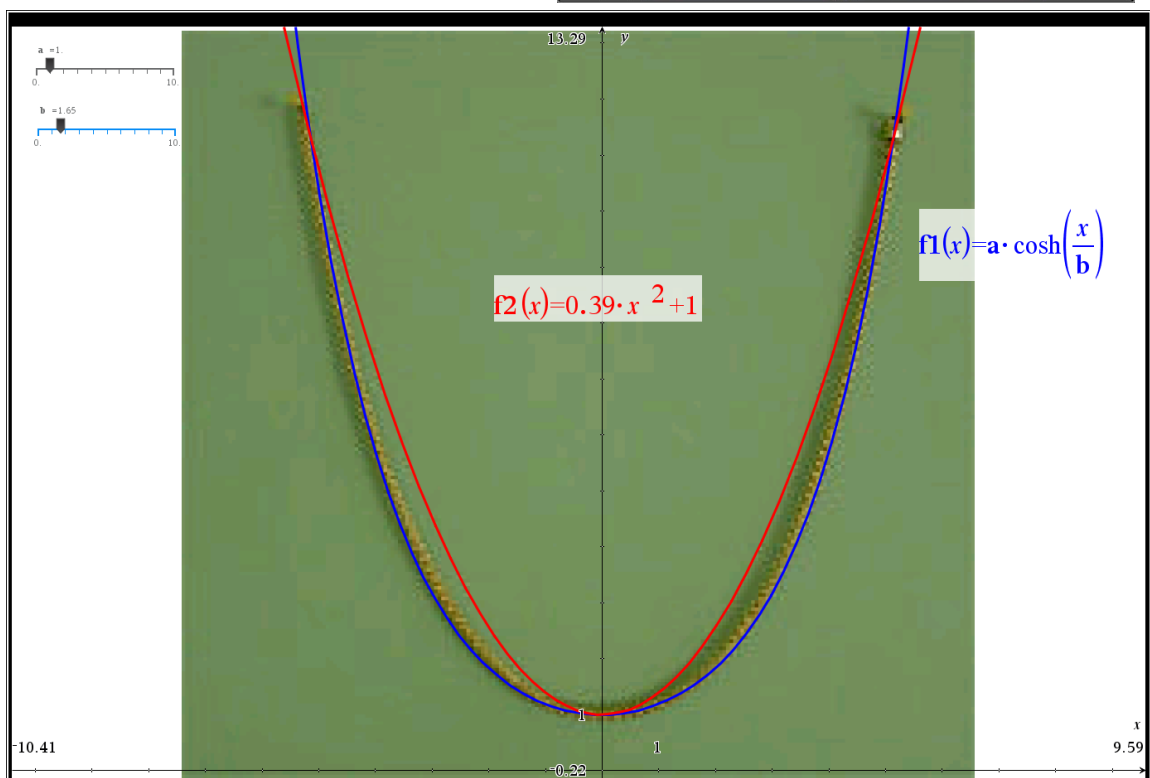 13.29 y
a =1.
0. 10.
b =1.65
0. 10.
f1(x)=a·cosh(x/b)
f2(x)=0.39·x²+1
1
x
-10.41 1 9.59
-0.22